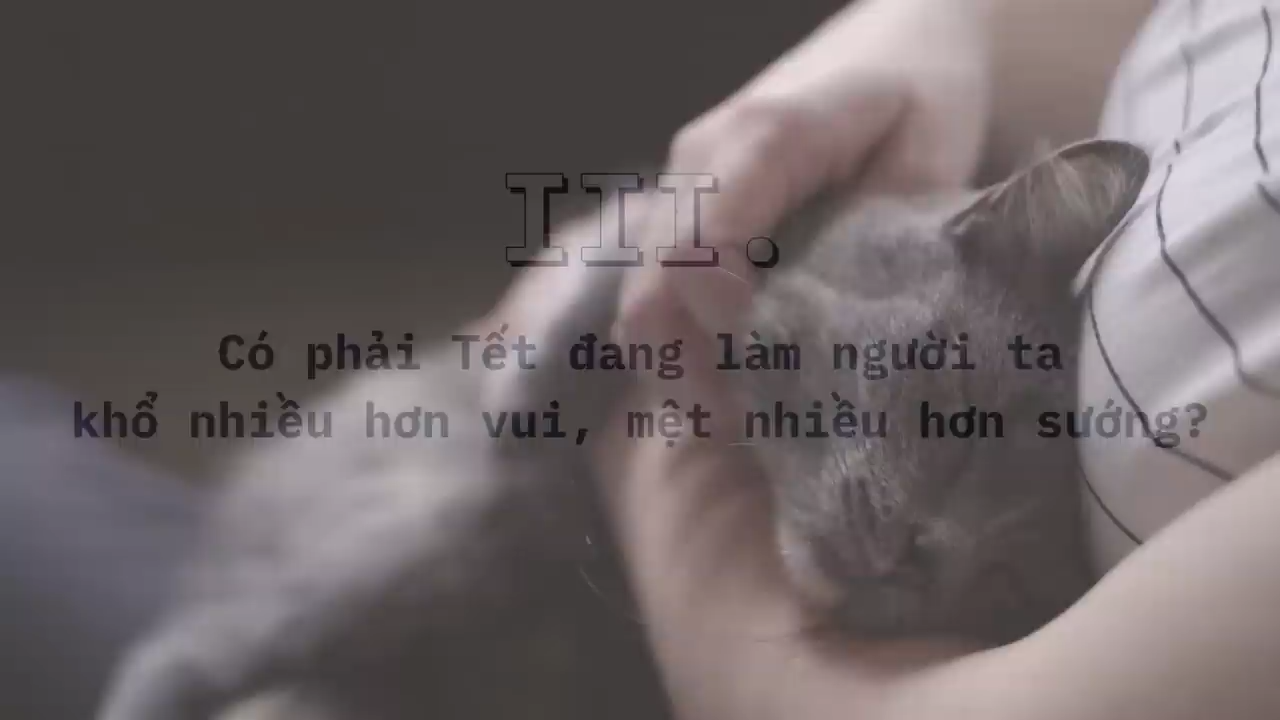 III.
Có phải Tết đang làm người ta
khổ nhiều hơn vui, mệt nhiều hơn sướng?